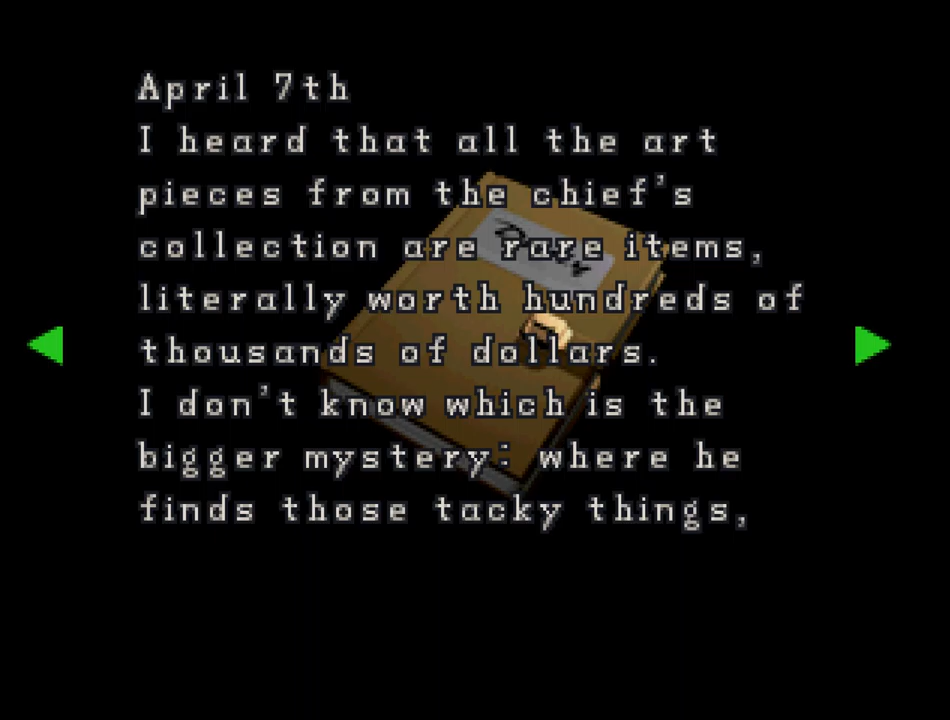 April 7th
I heard that all the art
pieces from the chief's
collection are rare items,
literally worth hundreds of
thousands of dollars.
I don't know which is the
bigger mystery: where he
finds those tacky things,
Diary